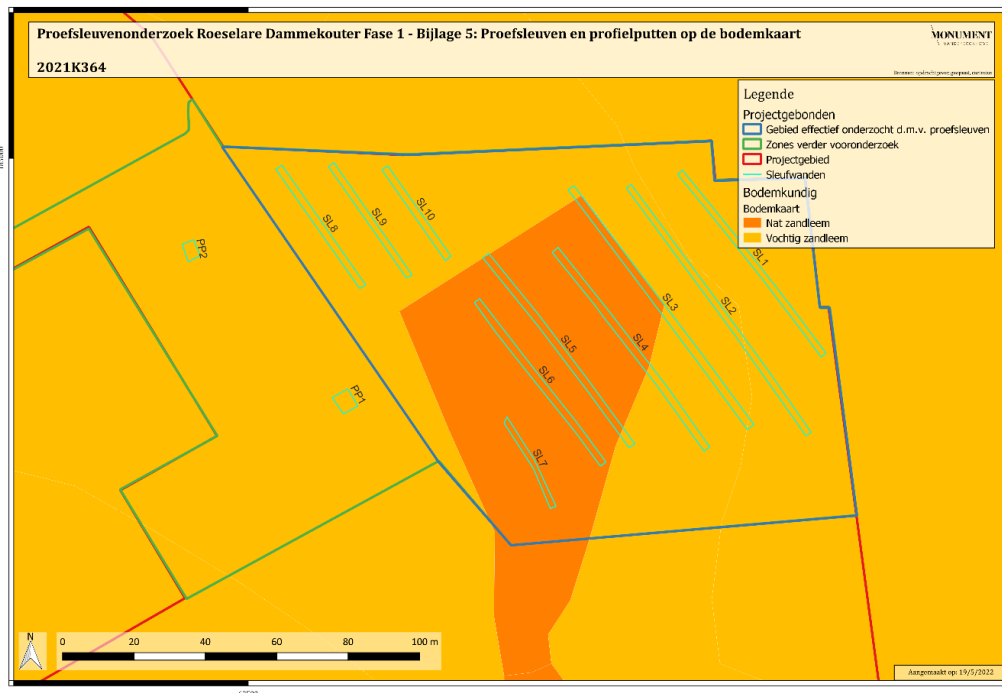 Proefsleuvenonderzoek Roeselare Dammekouter Fase 1 - Bijlage 5: Proefsleuven en profielputten op de bodemkaart
MONUMENT
2021K364
Legende
Projectgebonden
Gebied effectief onderzocht d.m.v. proefsleuven
Zones verder vooronderzoek
Projectgebied
Sleufwanden
Bodemkundig
Bodemkaart
Nat zandleem
Vochtig zandleem
SL8
SL9
SL10
SL1
SL2
SL3
SL4
SL5
SL6
SL7
PP2
PP1
N
0 20 40 60 80 100 m
Aangemaakt op: 19/5/2022